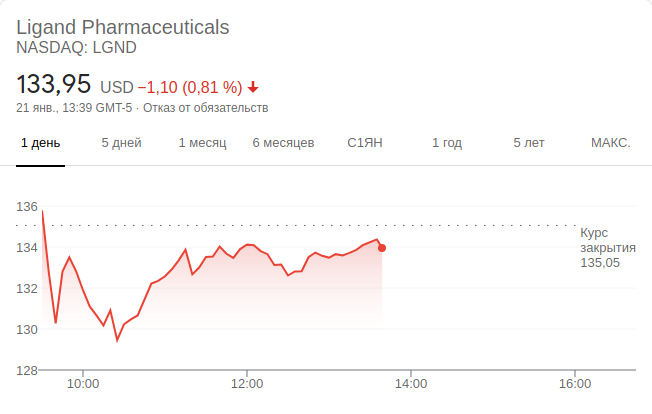 Ligand Pharmaceuticals
NASDAQ: LGND
133,95 USD −1,10 (0,81 %)
21 янв., 13:39 GMT-5 · Отказ от обязательств
1 день 5 дней 1 месяц 6 месяцев С1ЯН 1 год 5 лет МАКС.
136
134
132
130
128
Курс
закрытия
135,05
10:00 12:00 14:00 16:00